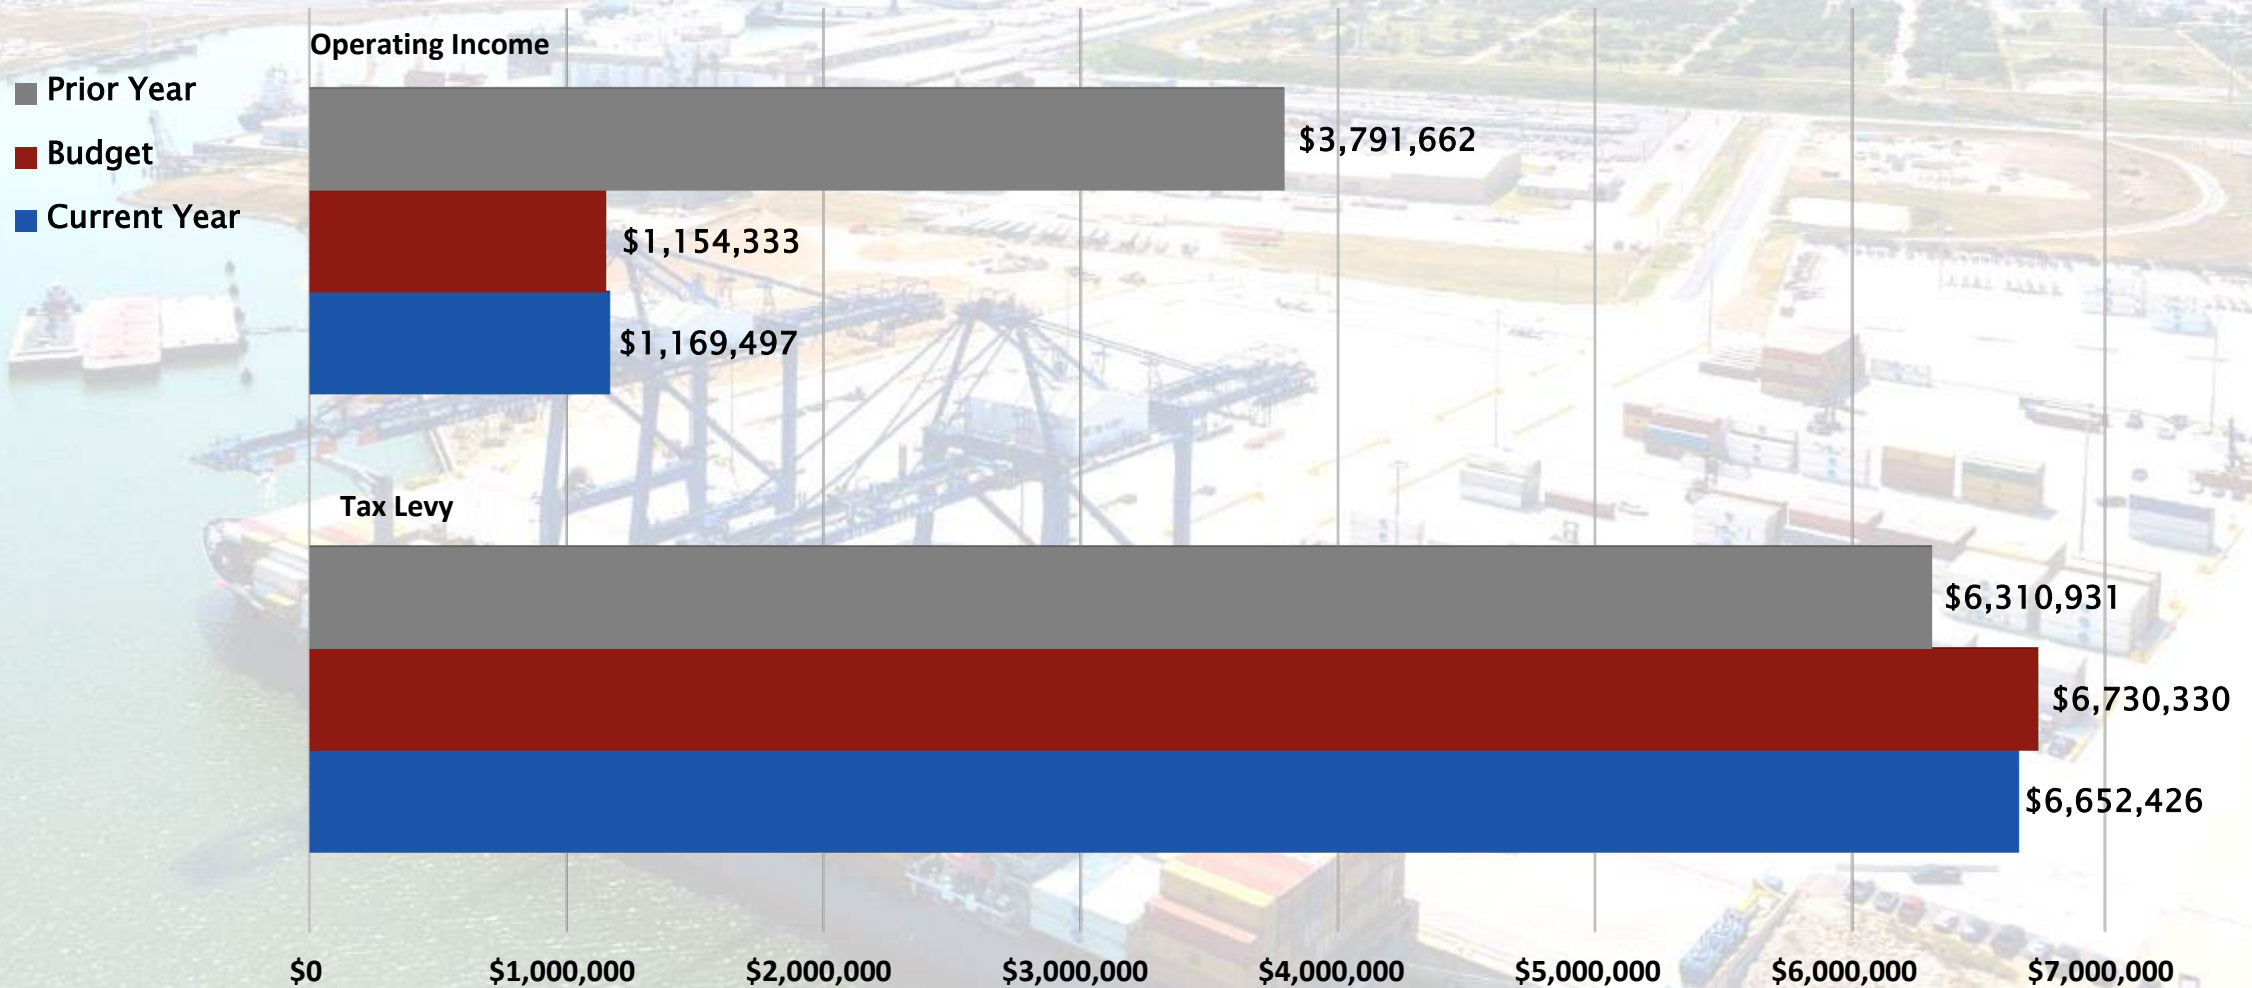 Operating Income
Prior Year
Budget
Current Year
$3,791,662
$1,154,333
$1,169,497
Tax Levy
$6,310,931
$6,730,330
$6,652,426
$0 $1,000,000 $2,000,000 $3,000,000 $4,000,000 $5,000,000 $6,000,000 $7,000,000